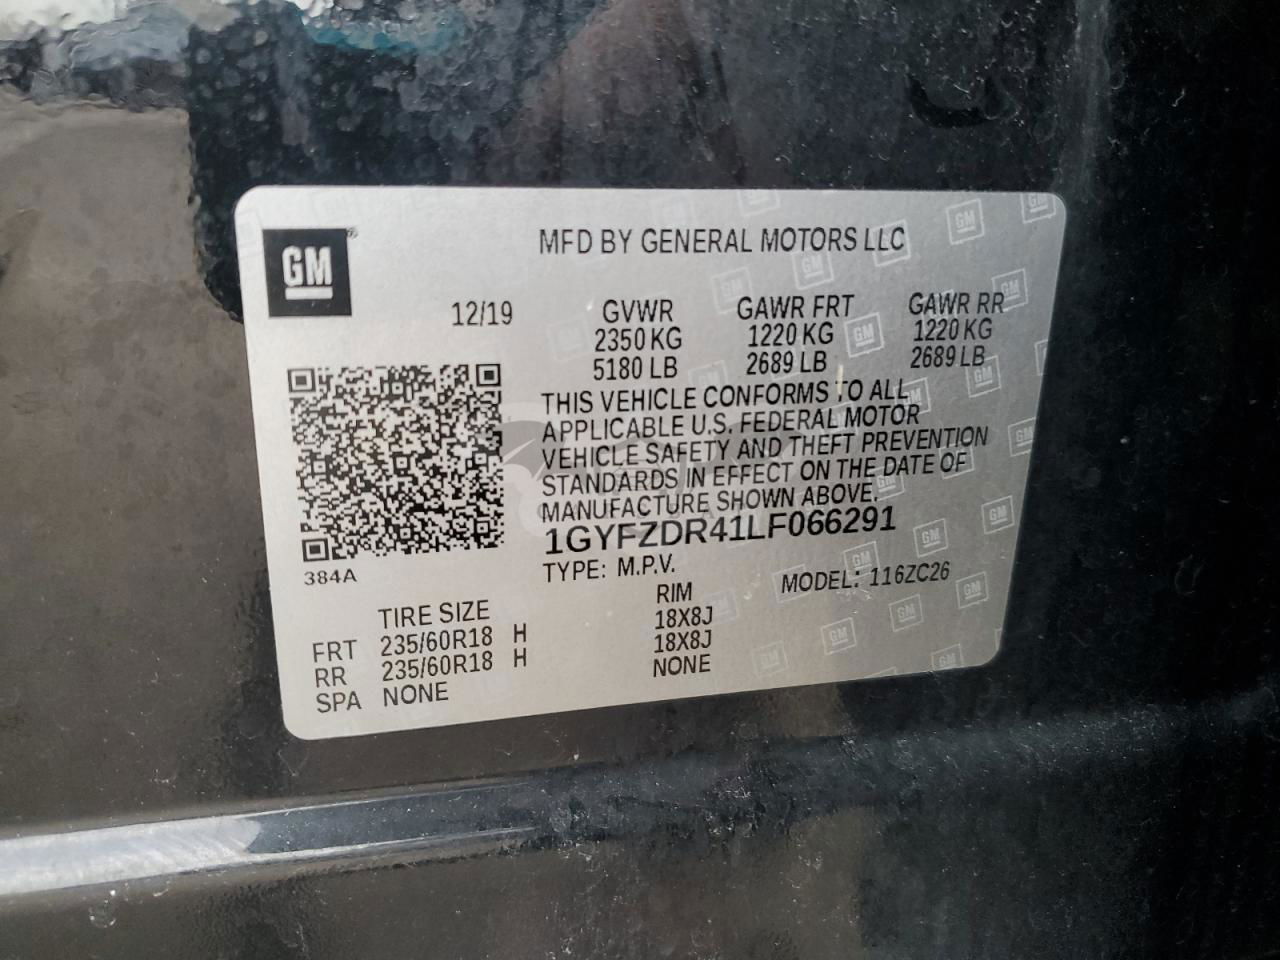 GM
MFD BY GENERAL MOTORS LLC
12/19 GVWR GAWR FRT GAWR RR
2350 KG 1220 KG 1220 KG
5180 LB 2689 LB 2689 LB
THIS VEHICLE CONFORMS TO ALL
APPLICABLE U.S. FEDERAL MOTOR
VEHICLE SAFETY AND THEFT PREVENTION
STANDARDS IN EFFECT ON THE DATE OF
MANUFACTURE SHOWN ABOVE.
1GYFZDR41LF066291
384A
TYPE: M.P.V. MODEL: 116ZC26
TIRE SIZE RIM
FRT 235/60R18 H 18X8J
RR 235/60R18 H 18X8J
SPA NONE NONE